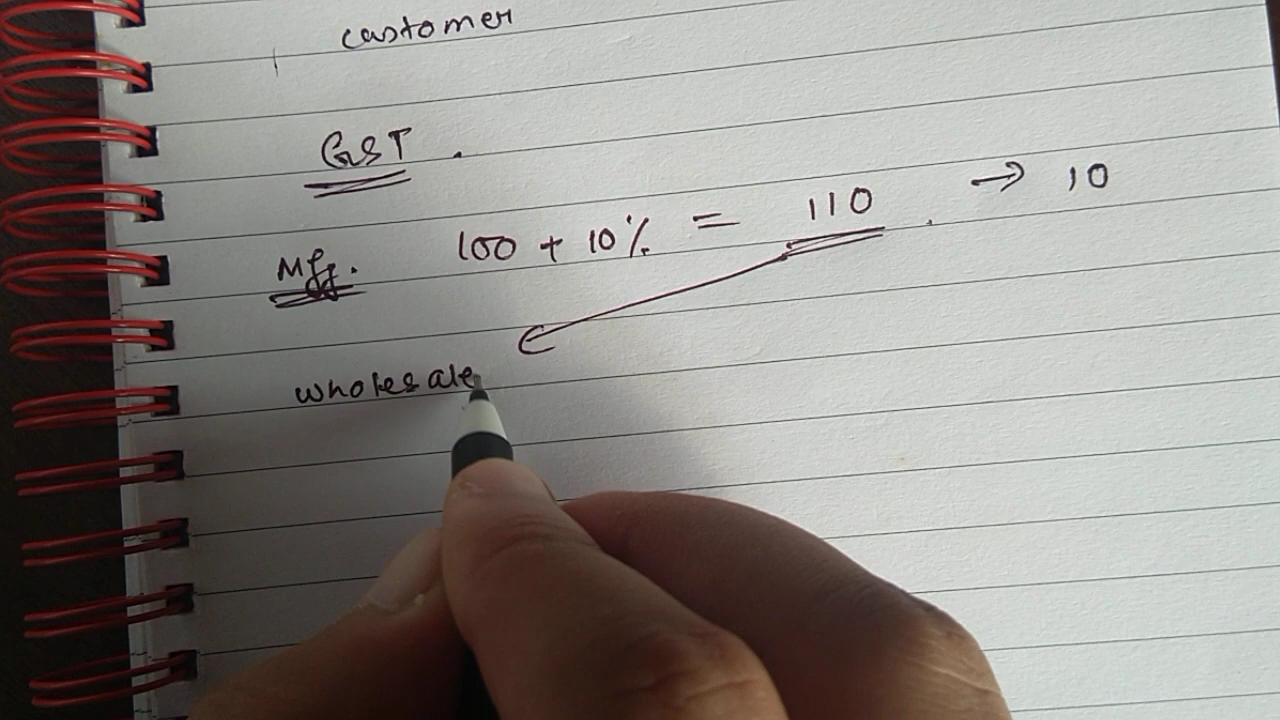 customer
GST.
Mfg. 100 + 10% = 110. → 10
wholesale